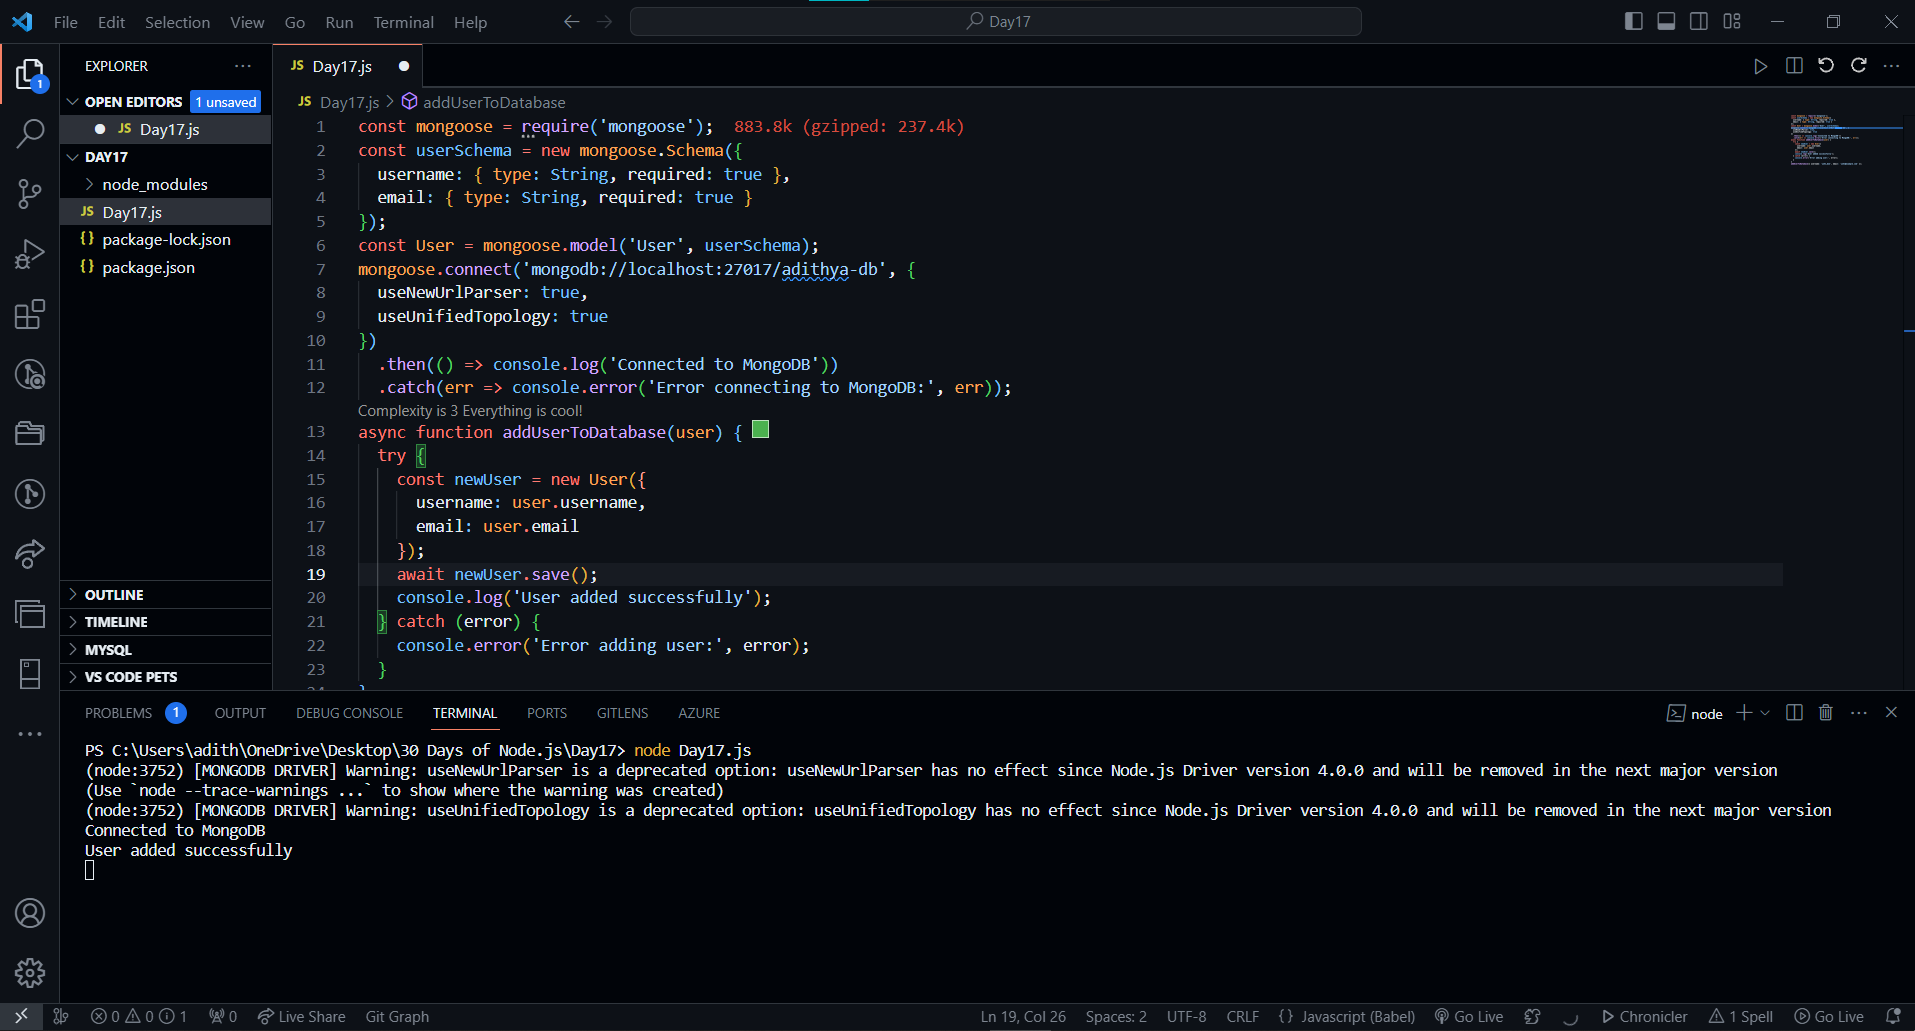 File Edit Selection View Go Run Terminal Help
Day17
1
EXPLORER
OPEN EDITORS 1 unsaved
JS Day17.js
DAY17
node_modules
JS Day17.js
{} package-lock.json
{} package.json
OUTLINE
TIMELINE
MYSQL
VS CODE PETS
JS Day17.js
JS Day17.js > addUserToDatabase
1 const mongoose = require('mongoose'); 883.8k (gzipped: 237.4k)
2 const userSchema = new mongoose.Schema({
3 username: { type: String, required: true },
4 email: { type: String, required: true }
5 });
6 const User = mongoose.model('User', userSchema);
7 mongoose.connect('mongodb://localhost:27017/adithya-db', {
8 useNewUrlParser: true,
9 useUnifiedTopology: true
10 })
11 .then(() => console.log('Connected to MongoDB'))
12 .catch(err => console.error('Error connecting to MongoDB:', err));
Complexity is 3 Everything is cool!
13 async function addUserToDatabase(user) {
14 try {
15 const newUser = new User({
16 username: user.username,
17 email: user.email
18 });
19 await newUser.save();
20 console.log('User added successfully');
21 } catch (error) {
22 console.error('Error adding user:', error);
23 }
PROBLEMS 1 OUTPUT DEBUG CONSOLE TERMINAL PORTS GITLENS AZURE
node
PS C:\Users\adith\OneDrive\Desktop\30 Days of Node.js\Day17> node Day17.js
(node:3752) [MONGODB DRIVER] Warning: useNewUrlParser is a deprecated option: useNewUrlParser has no effect since Node.js Driver version 4.0.0 and will be removed in the next major version
(Use `node --trace-warnings ...` to show where the warning was created)
(node:3752) [MONGODB DRIVER] Warning: useUnifiedTopology is a deprecated option: useUnifiedTopology has no effect since Node.js Driver version 4.0.0 and will be removed in the next major version
Connected to MongoDB
User added successfully
0 0 1 0 Live Share Git Graph Ln 19, Col 26 Spaces: 2 UTF-8 CRLF {} Javascript (Babel) Go Live Chronicler 1 Spell Go Live